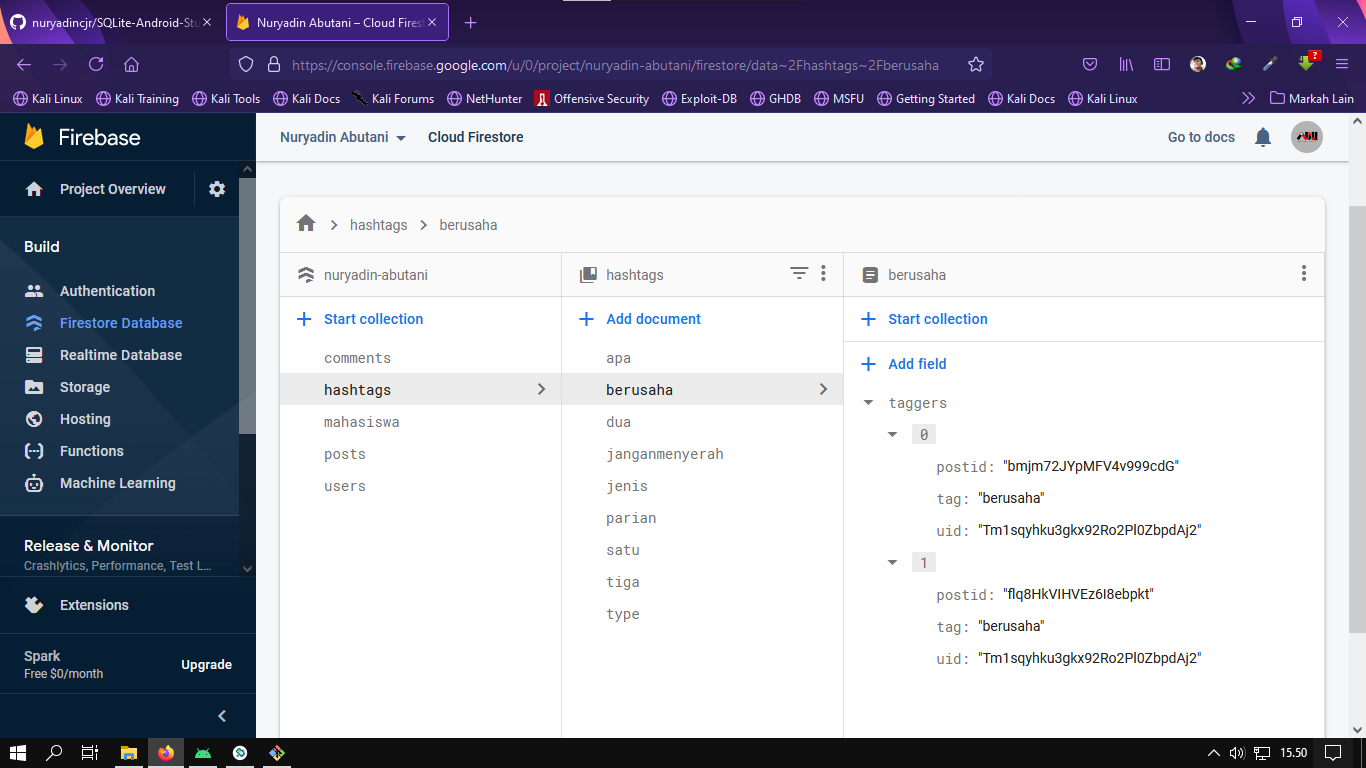 nuryadincjr/SQLite-Android-Stu
Nuryadin Abutani – Cloud Firest
https://console.firebase.google.com/u/0/project/nuryadin-abutani/firestore/data~2Fhashtags~2Fberusaha
?
Kali Linux Kali Training Kali Tools Kali Docs Kali Forums NetHunter Offensive Security Exploit-DB GHDB MSFU Getting Started Kali Docs Kali Linux Markah Lain
Firebase
Nuryadin Abutani Cloud Firestore Go to docs
Project Overview
Build
Authentication
Firestore Database
Realtime Database
Storage
Hosting
Functions
Machine Learning
Release & Monitor
Crashlytics, Performance, Test L...
Extensions
Spark
Free $0/month
Upgrade
hashtags berusaha
nuryadin-abutani
Start collection
comments
hashtags
mahasiswa
posts
users
hashtags
Add document
apa
berusaha
dua
janganmenyerah
jenis
parian
satu
tiga
type
berusaha
Start collection
Add field
taggers
0
postid: "bmjm72JYpMFV4v999cdG"
tag: "berusaha"
uid: "Tm1sqyhku3gkx92Ro2Pl0ZbpdAj2"
1
postid: "flq8HkVIHVEz6I8ebpkt"
tag: "berusaha"
uid: "Tm1sqyhku3gkx92Ro2Pl0ZbpdAj2"
15.50